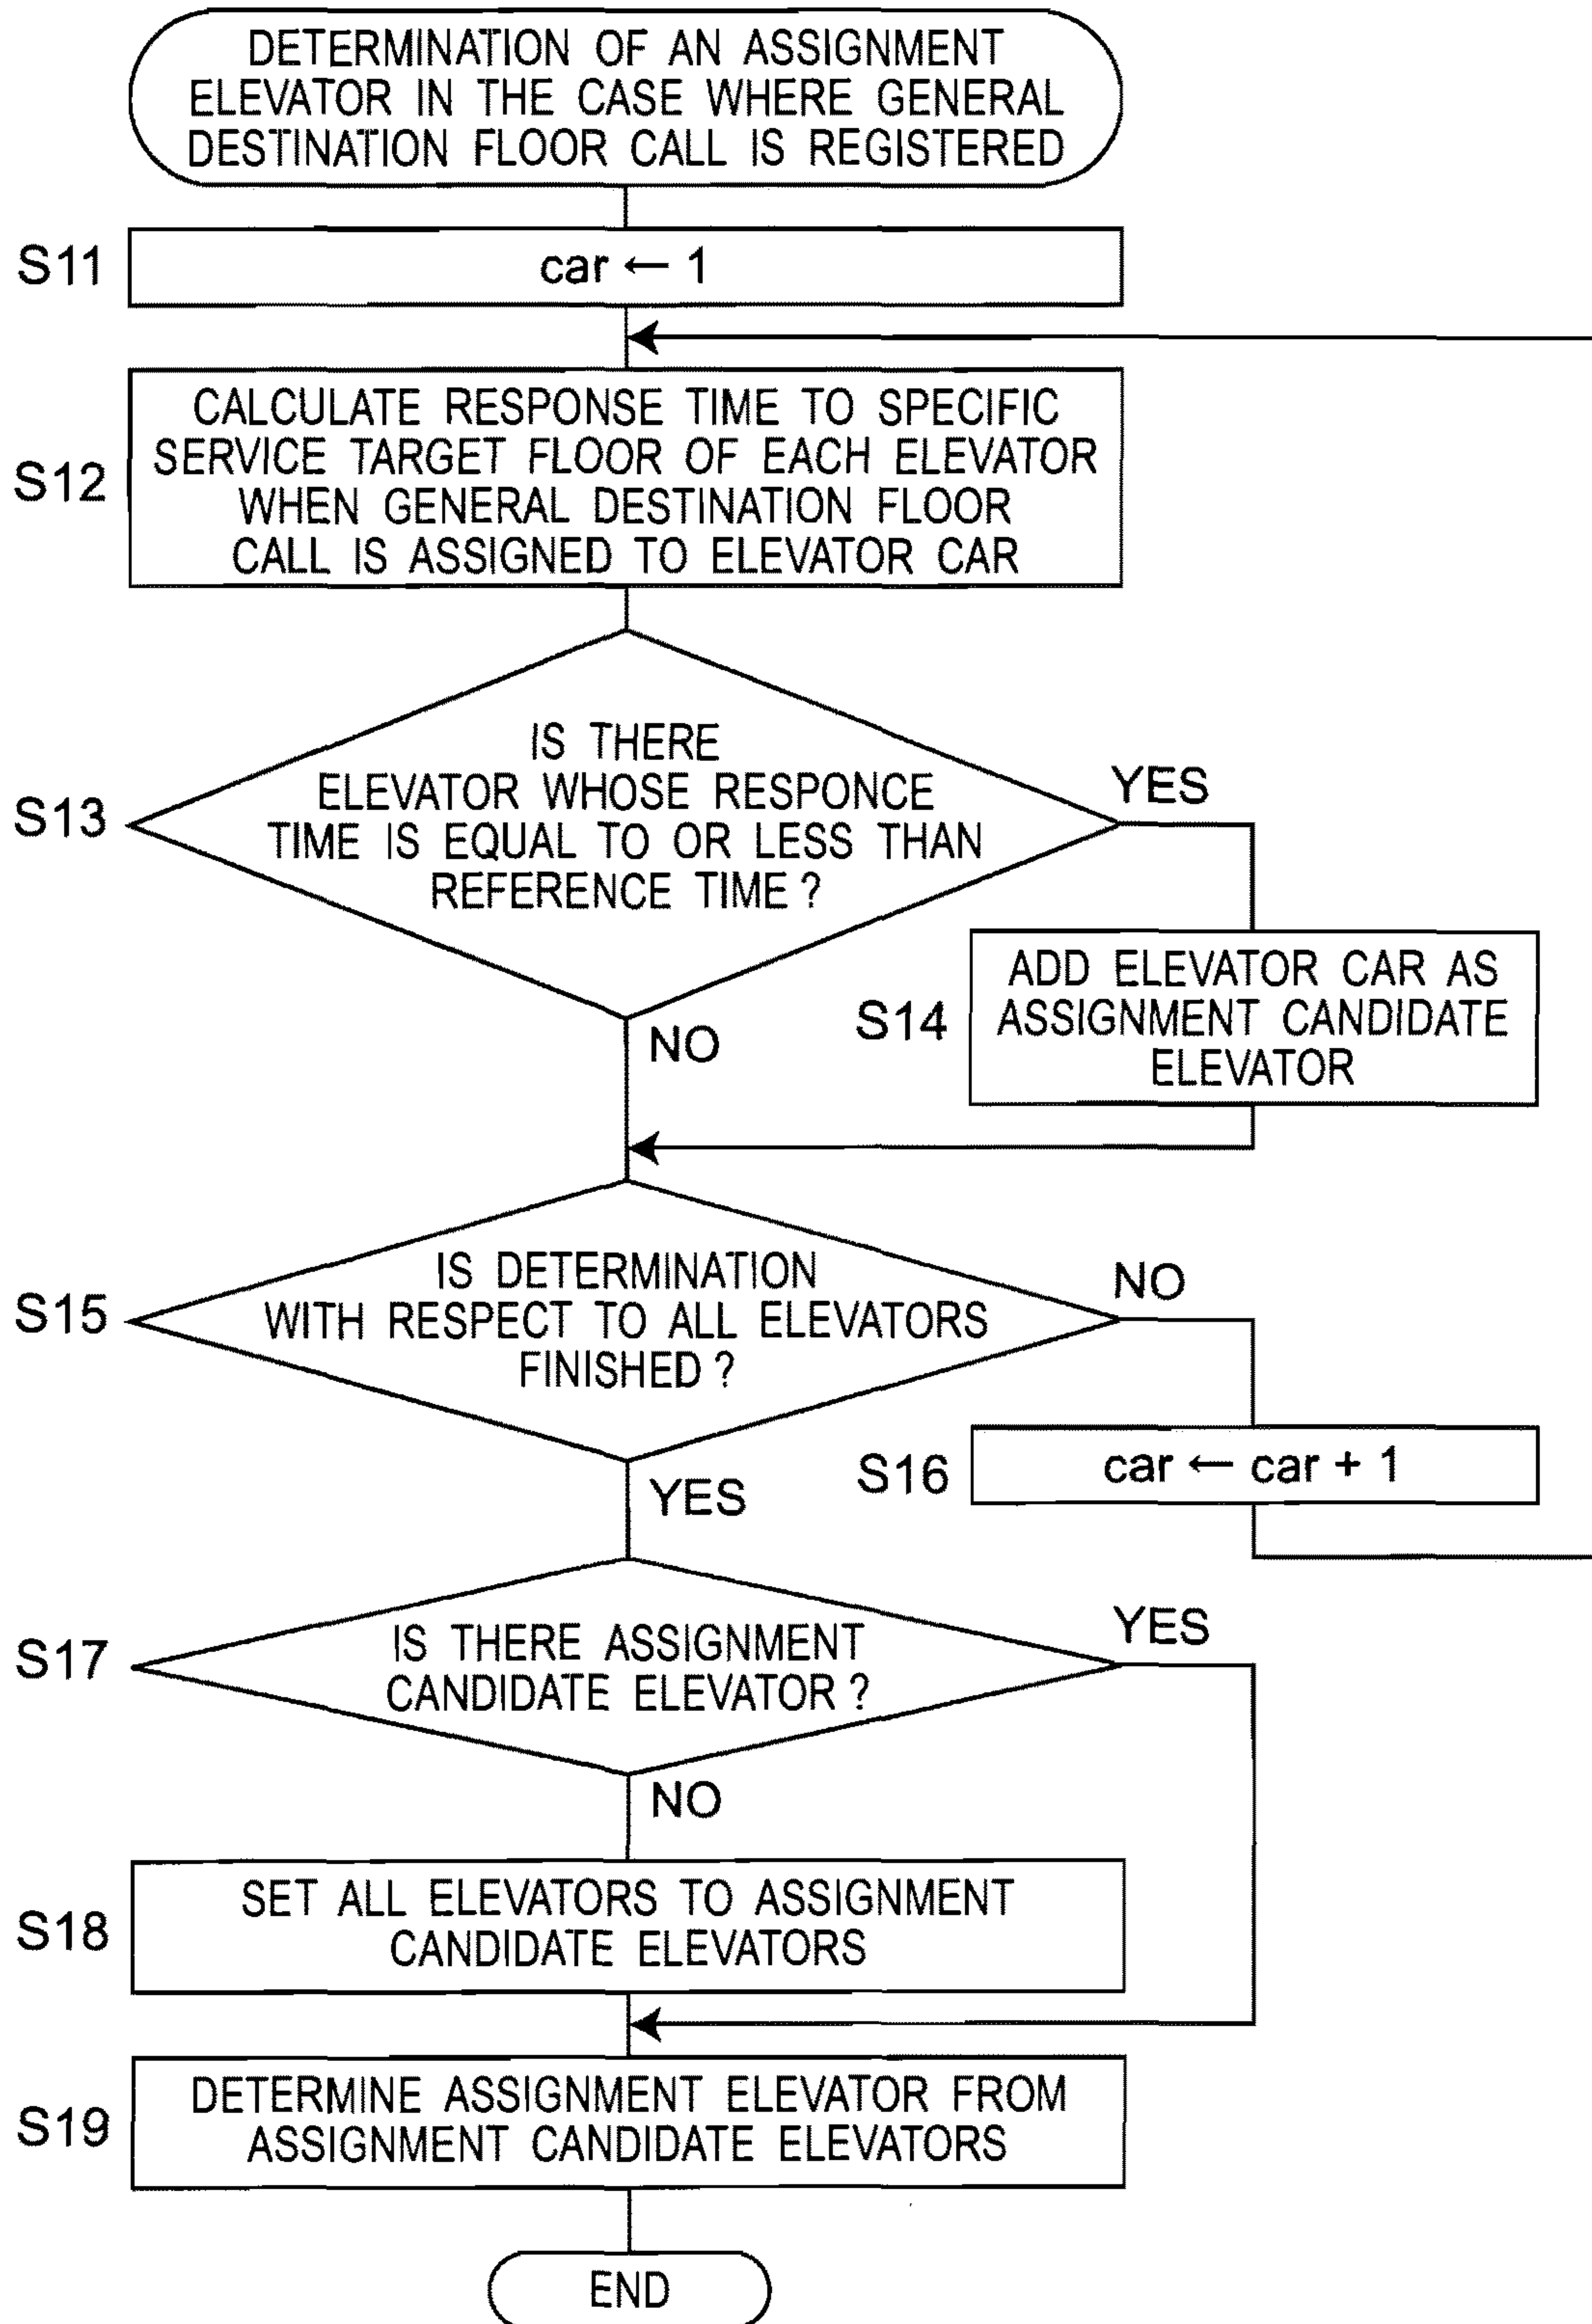 DETERMINATION OF AN ASSIGNMENT
ELEVATOR IN THE CASE WHERE GENERAL
DESTINATION FLOOR CALL IS REGISTERED
S11
car ← 1
S12
CALCULATE RESPONSE TIME TO SPECIFIC
SERVICE TARGET FLOOR OF EACH ELEVATOR
WHEN GENERAL DESTINATION FLOOR
CALL IS ASSIGNED TO ELEVATOR CAR
S13
IS THERE
ELEVATOR WHOSE RESPONCE
TIME IS EQUAL TO OR LESS THAN
REFERENCE TIME ?
YES
NO
S14
ADD ELEVATOR CAR AS
ASSIGNMENT CANDIDATE
ELEVATOR
S15
IS DETERMINATION
WITH RESPECT TO ALL ELEVATORS
FINISHED ?
NO
YES
S16
car ← car + 1
S17
IS THERE ASSIGNMENT
CANDIDATE ELEVATOR ?
YES
NO
S18
SET ALL ELEVATORS TO ASSIGNMENT
CANDIDATE ELEVATORS
S19
DETERMINE ASSIGNMENT ELEVATOR FROM
ASSIGNMENT CANDIDATE ELEVATORS
END